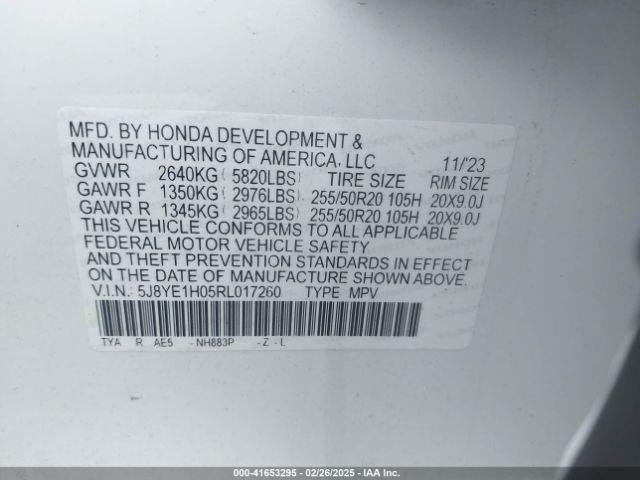 MFD. BY HONDA DEVELOPMENT &
MANUFACTURING OF AMERICA, LLC 11/'23
GVWR 2640KG ( 5820LBS) TIRE SIZE RIM SIZE
GAWR F 1350KG ( 2976LBS) 255/50R20 105H 20X9.0J
GAWR R 1345KG ( 2965LBS) 255/50R20 105H 20X9.0J
THIS VEHICLE CONFORMS TO ALL APPLICABLE
FEDERAL MOTOR VEHICLE SAFETY
AND THEFT PREVENTION STANDARDS IN EFFECT
ON THE DATE OF MANUFACTURE SHOWN ABOVE.
V.I.N.: 5J8YE1H05RL017260 TYPE MPV
TYA R AE5 -NH883P -Z-L
000-41653295 - 02/26/2025 - IAA Inc.